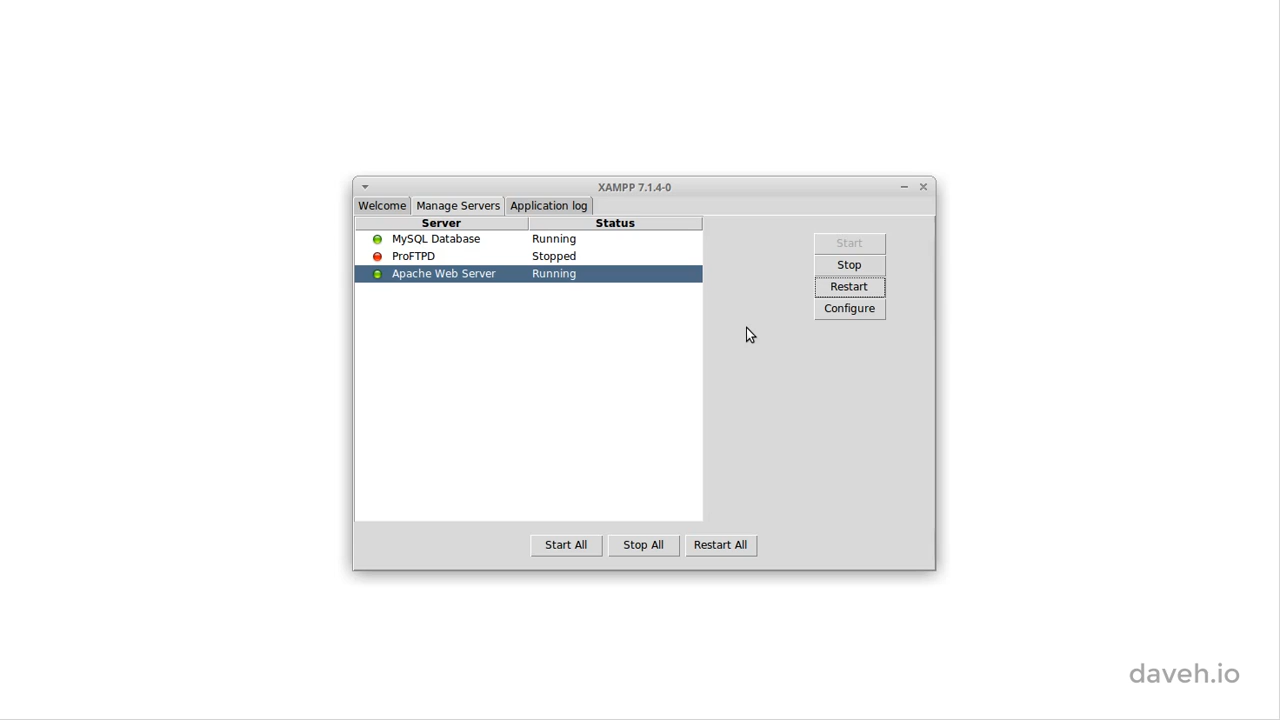 XAMPP 7.1.4-0
Welcome Manage Servers Application log
Server Status
MySQL Database Running
ProFTPD Stopped
Apache Web Server Running
Start
Stop
Restart
Configure
Start All Stop All Restart All
daveh.io